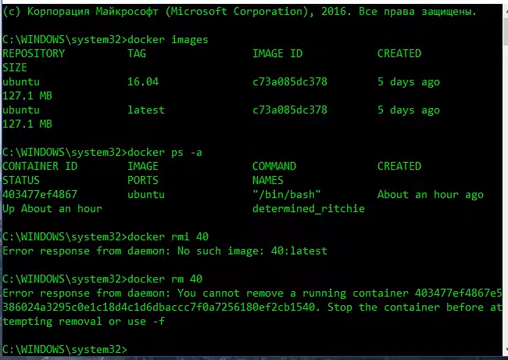 (c) Корпорация Майкрософт (Microsoft Corporation), 2016. Все права защищены.
C:\WINDOWS\system32>docker images
REPOSITORY TAG IMAGE ID CREATED
SIZE
ubuntu 16.04 c73a085dc378 5 days ago
127.1 MB
ubuntu latest c73a085dc378 5 days ago
127.1 MB
C:\WINDOWS\system32>docker ps -a
CONTAINER ID IMAGE COMMAND CREATED
STATUS PORTS NAMES
403477ef4867 ubuntu "/bin/bash" About an hour ago
Up About an hour determined_ritchie
C:\WINDOWS\system32>docker rmi 40
Error response from daemon: No such image: 40:latest
C:\WINDOWS\system32>docker rm 40
Error response from daemon: You cannot remove a running container 403477ef4867e5
386024a3295c0e1c18d4c1d6dbaccc7f0a7256180ef2cb1540. Stop the container before at
tempting removal or use -f
C:\WINDOWS\system32>